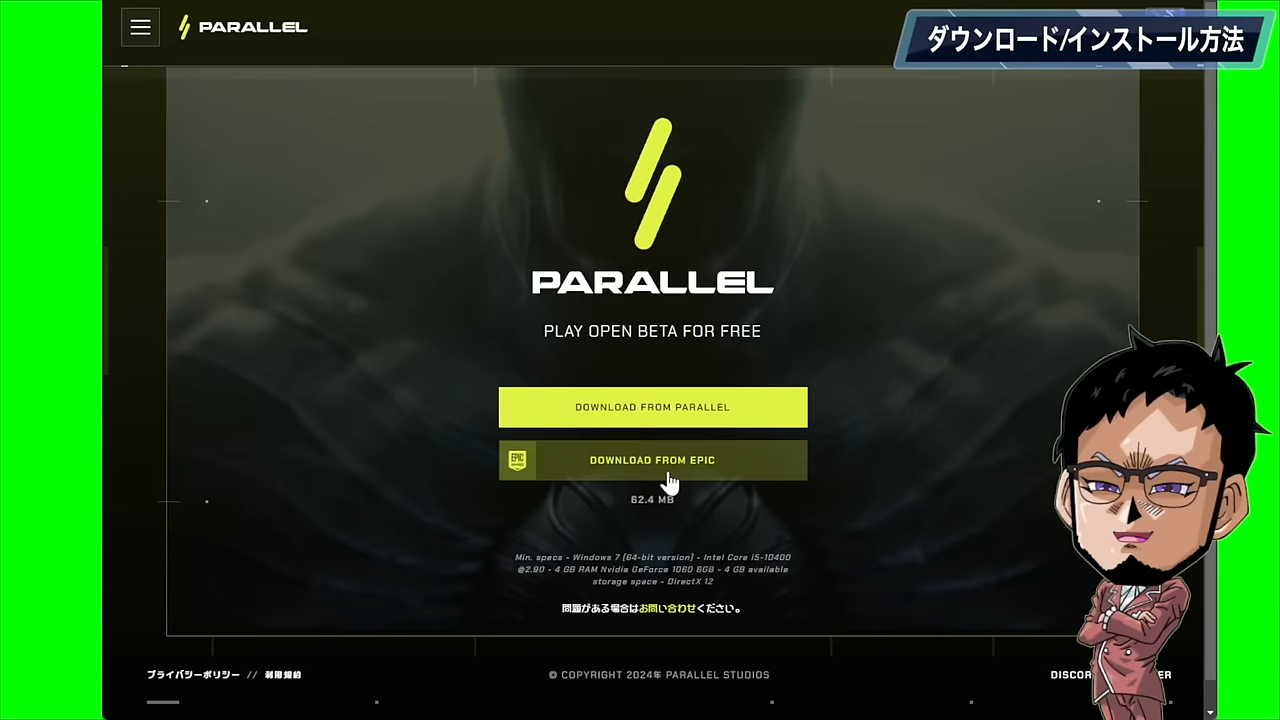 PARALLEL
ダウンロード/インストール方法
PARALLEL
PLAY OPEN BETA FOR FREE
DOWNLOAD FROM PARALLEL
EPIC GAMES
DOWNLOAD FROM EPIC
62.4 MB
Min. specs - Windows 7 [64-bit version] - Intel Core i5-10400
@2.90 - 4 GB RAM Nvidia GeForce 1060 6GB - 4 GB available
storage space - DirectX 12
問題がある場合はお問い合わせください。
プライバシーポリシー // 利用規約
© COPYRIGHT 2024年 PARALLEL STUDIOS